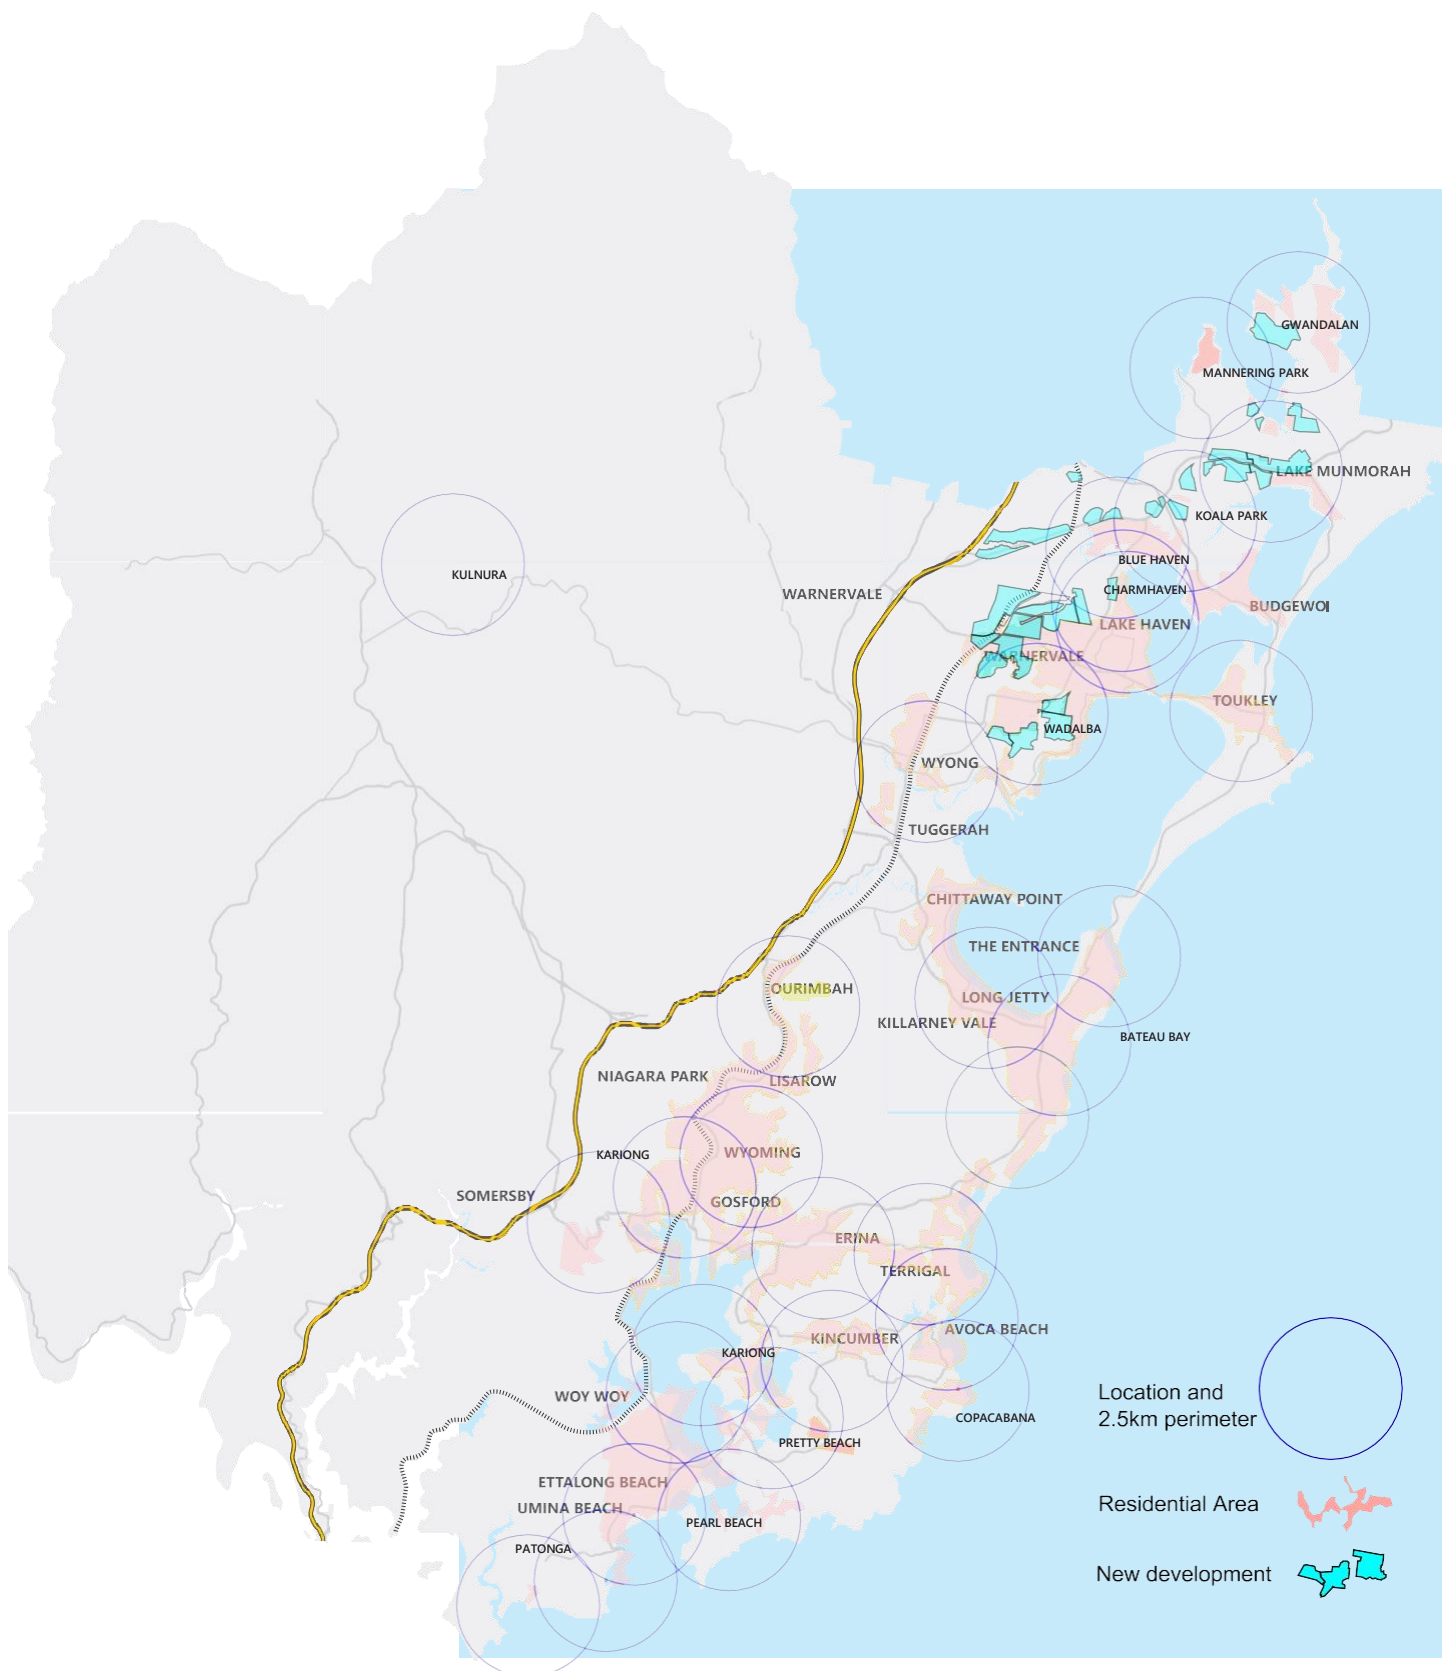 GWANDALAN
MANNERING PARK
LAKE MUNMORAH
KOALA PARK
BLUE HAVEN
KULNURA
CHARMHAVEN
WARNERVALE
BUDGEWOI
LAKE HAVEN
WARNERVALE
TOUKLEY
WADALBA
WYONG
TUGGERAH
CHITTAWAY POINT
THE ENTRANCE
OURIMBAH
LONG JETTY
KILLARNEY VALE
BATEAU BAY
NIAGARA PARK
LISAROW
WYOMING
KARIONG
SOMERSBY
GOSFORD
ERINA
TERRIGAL
AVOCA BEACH
KINCUMBER
KARIONG
WOY WOY
COPACABANA
PRETTY BEACH
ETTALONG BEACH
UMINA BEACH
PEARL BEACH
PATONGA
Location and
2.5km perimeter
Residential Area
New development